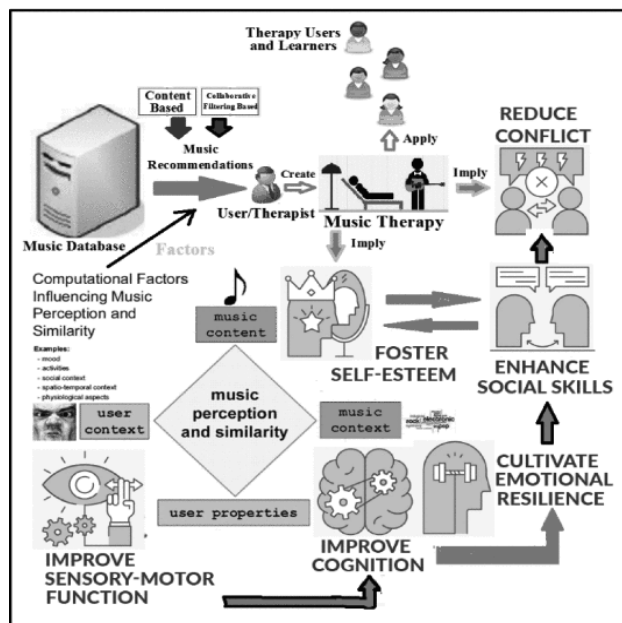 Therapy Users
and Learners
Content
Based
Collaborative
Filtering Based
Music
Recommendations
Music Database
Factors
User/Therapist
Create
Apply
Music Therapy
Imply
Imply
REDUCE
CONFLICT
Computational Factors
Influencing Music
Perception and
Similarity
Examples:
- mood
- activities
- social context
- spatio-temporal context
- physiological aspects
music
content
FOSTER
SELF-ESTEEM
ENHANCE
SOCIAL SKILLS
user
context
music
perception
and similarity
music
context
rock
electronic
pop
user properties
CULTIVATE
EMOTIONAL
RESILIENCE
IMPROVE
SENSORY-MOTOR
FUNCTION
IMPROVE
COGNITION